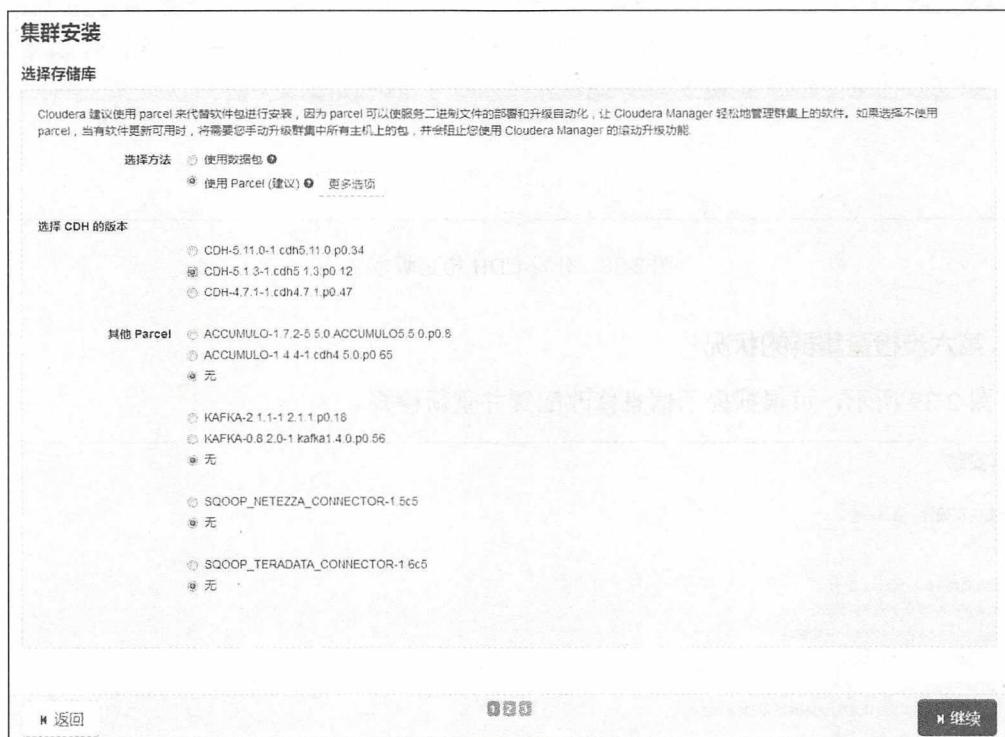 集群安装
选择存储库
Cloudera 建议使用 parcel 来代替软件包进行安装，因为 parcel 可以使服务二进制文件的部署和升级自动化，让 Cloudera Manager 轻松地管理群集上的软件。如果选择不使用
parcel，当有软件更新可用时，将需要您手动升级群集中所有主机上的包，并会阻止您使用 Cloudera Manager 的滚动升级功能
选择方法 使用数据包
使用 Parcel (建议) 更多选项
选择 CDH 的版本
CDH-5.11.0-1.cdh5.11.0.p0.34
CDH-5.1.3-1.cdh5.1.3.p0.12
CDH-4.7.1-1.cdh4.7.1.p0.47
其他 Parcel ACCUMULO-1.7.2-5.5.0.ACCUMULO5.5.0.p0.8
ACCUMULO-1.4.4-1.cdh4.5.0.p0.65
无
KAFKA-2.1.1-1.2.1.1.p0.18
KAFKA-0.8.2.0-1.kafka1.4.0.p0.56
无
SQOOP_NETEZZA_CONNECTOR-1.5c5
无
SQOOP_TERADATA_CONNECTOR-1.6c5
无
返回
1 2 3
继续